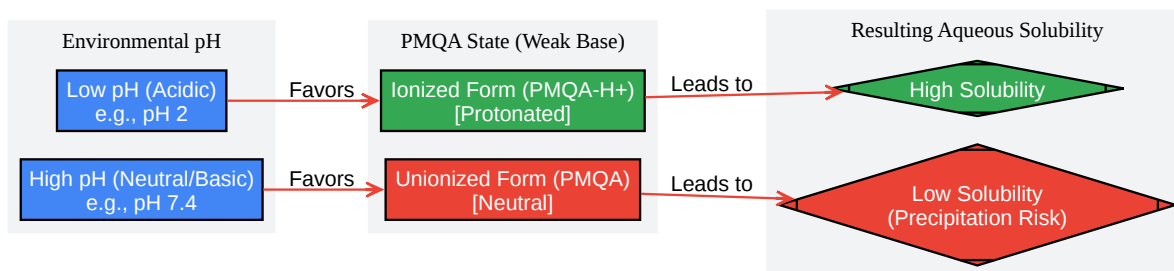 Environmental pH
PMQA State (Weak Base)
Resulting Aqueous Solubility
Low pH (Acidic)
e.g., pH 2
Favors
Ionized Form (PMQA-H+)
[Protonated]
Leads to
High Solubility
High pH (Neutral/Basic)
e.g., pH 7.4
Favors
Unionized Form (PMQA)
[Neutral]
Leads to
Low Solubility
(Precipitation Risk)